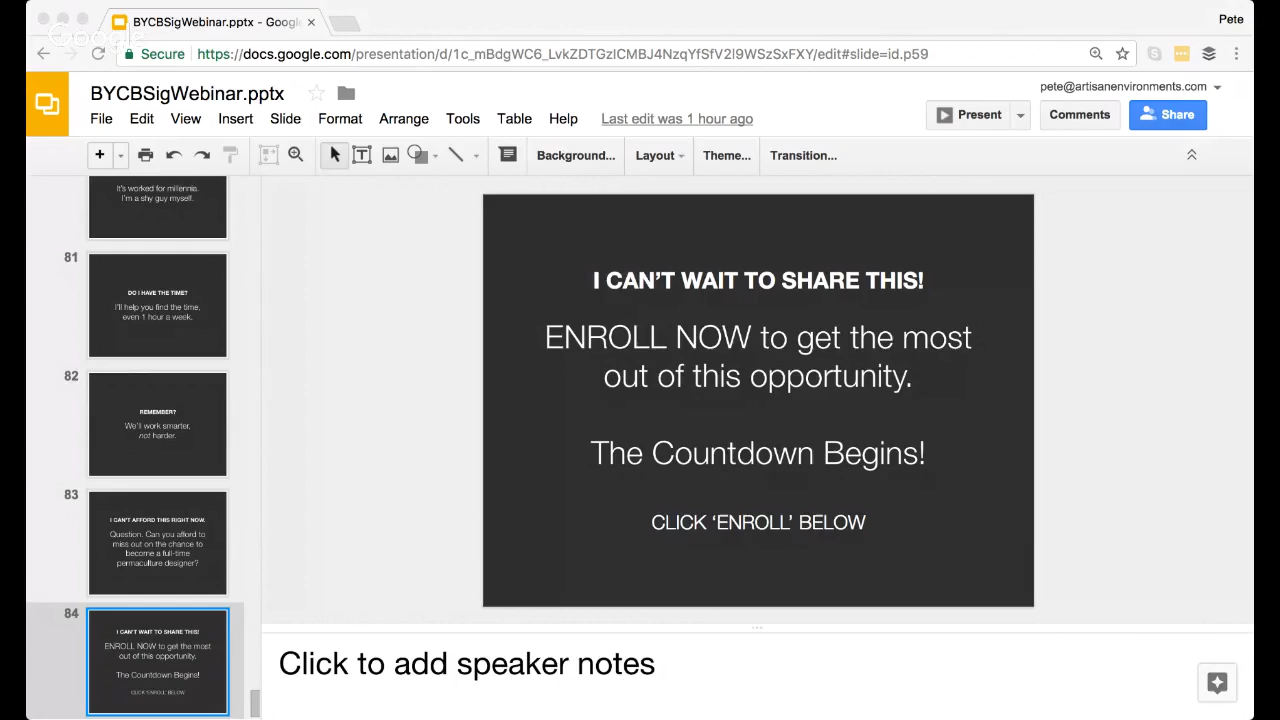 BYCBSigWebinar.pptx - Googl
Pete
Google
Secure
https://docs.google.com/presentation/d/1c_nBdgWC6_LvkZDTGzlCMBJ4NzqYfSfV2l9WSzSxFXY/edit#slide=id.p59
BYCBSigWebinar.pptx
pete@artisanenvironments.com
File Edit View Insert Slide Format Arrange Tools Table Help Last edit was 1 hour ago
Present Comments Share
Background... Layout Theme... Transition...
It's worked for millennia.
I'm a shy guy myself.
81
DO I HAVE THE TIME?
I'll help you find the time,
even 1 hour a week.
82
REMEMBER?
We'll work smarter,
not harder.
83
I CAN'T AFFORD THIS RIGHT NOW.
Question. Can you afford to
miss out on the chance to
become a full-time
permaculture designer?
84
I CAN'T WAIT TO SHARE THIS!
ENROLL NOW to get the most
out of this opportunity.
The Countdown Begins!
CLICK 'ENROLL' BELOW
I CAN'T WAIT TO SHARE THIS!
ENROLL NOW to get the most
out of this opportunity.
The Countdown Begins!
CLICK 'ENROLL' BELOW
Click to add speaker notes